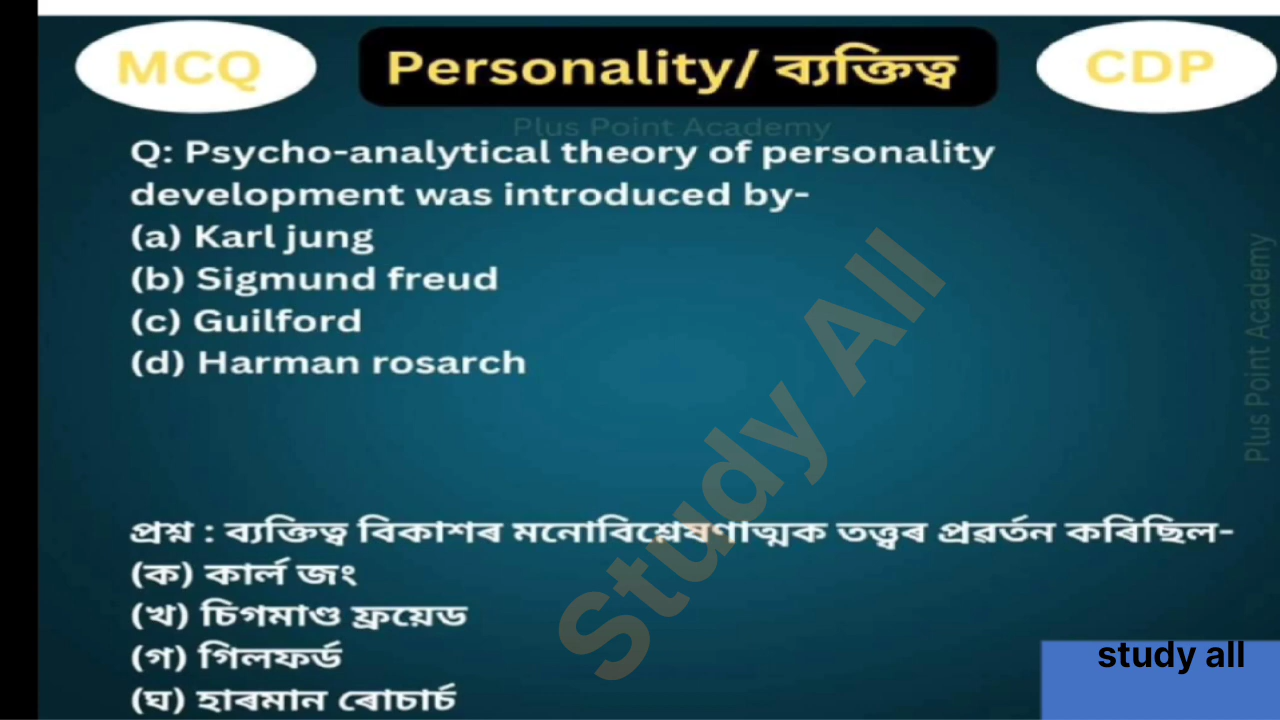 MCQ
Personality/ ব্যক্তিত্ব
CDP
Plus Point Academy
Q: Psycho-analytical theory of personality
development was introduced by-
(a) Karl jung
(b) Sigmund freud
(c) Guilford
(d) Harman rosarch
Study All
Plus Point Academy
প্ৰশ্ন : ব্যক্তিত্ব বিকাশৰ মনোবিশ্লেষণাত্মক তত্ত্বৰ প্ৰৱৰ্তন কৰিছিল-
(ক) কাৰ্ল জং
(খ) চিগমাণ্ড ফ্ৰয়েড
(গ) গিলফৰ্ড
(ঘ) হাৰমান ৰোচাৰ্চ
study all